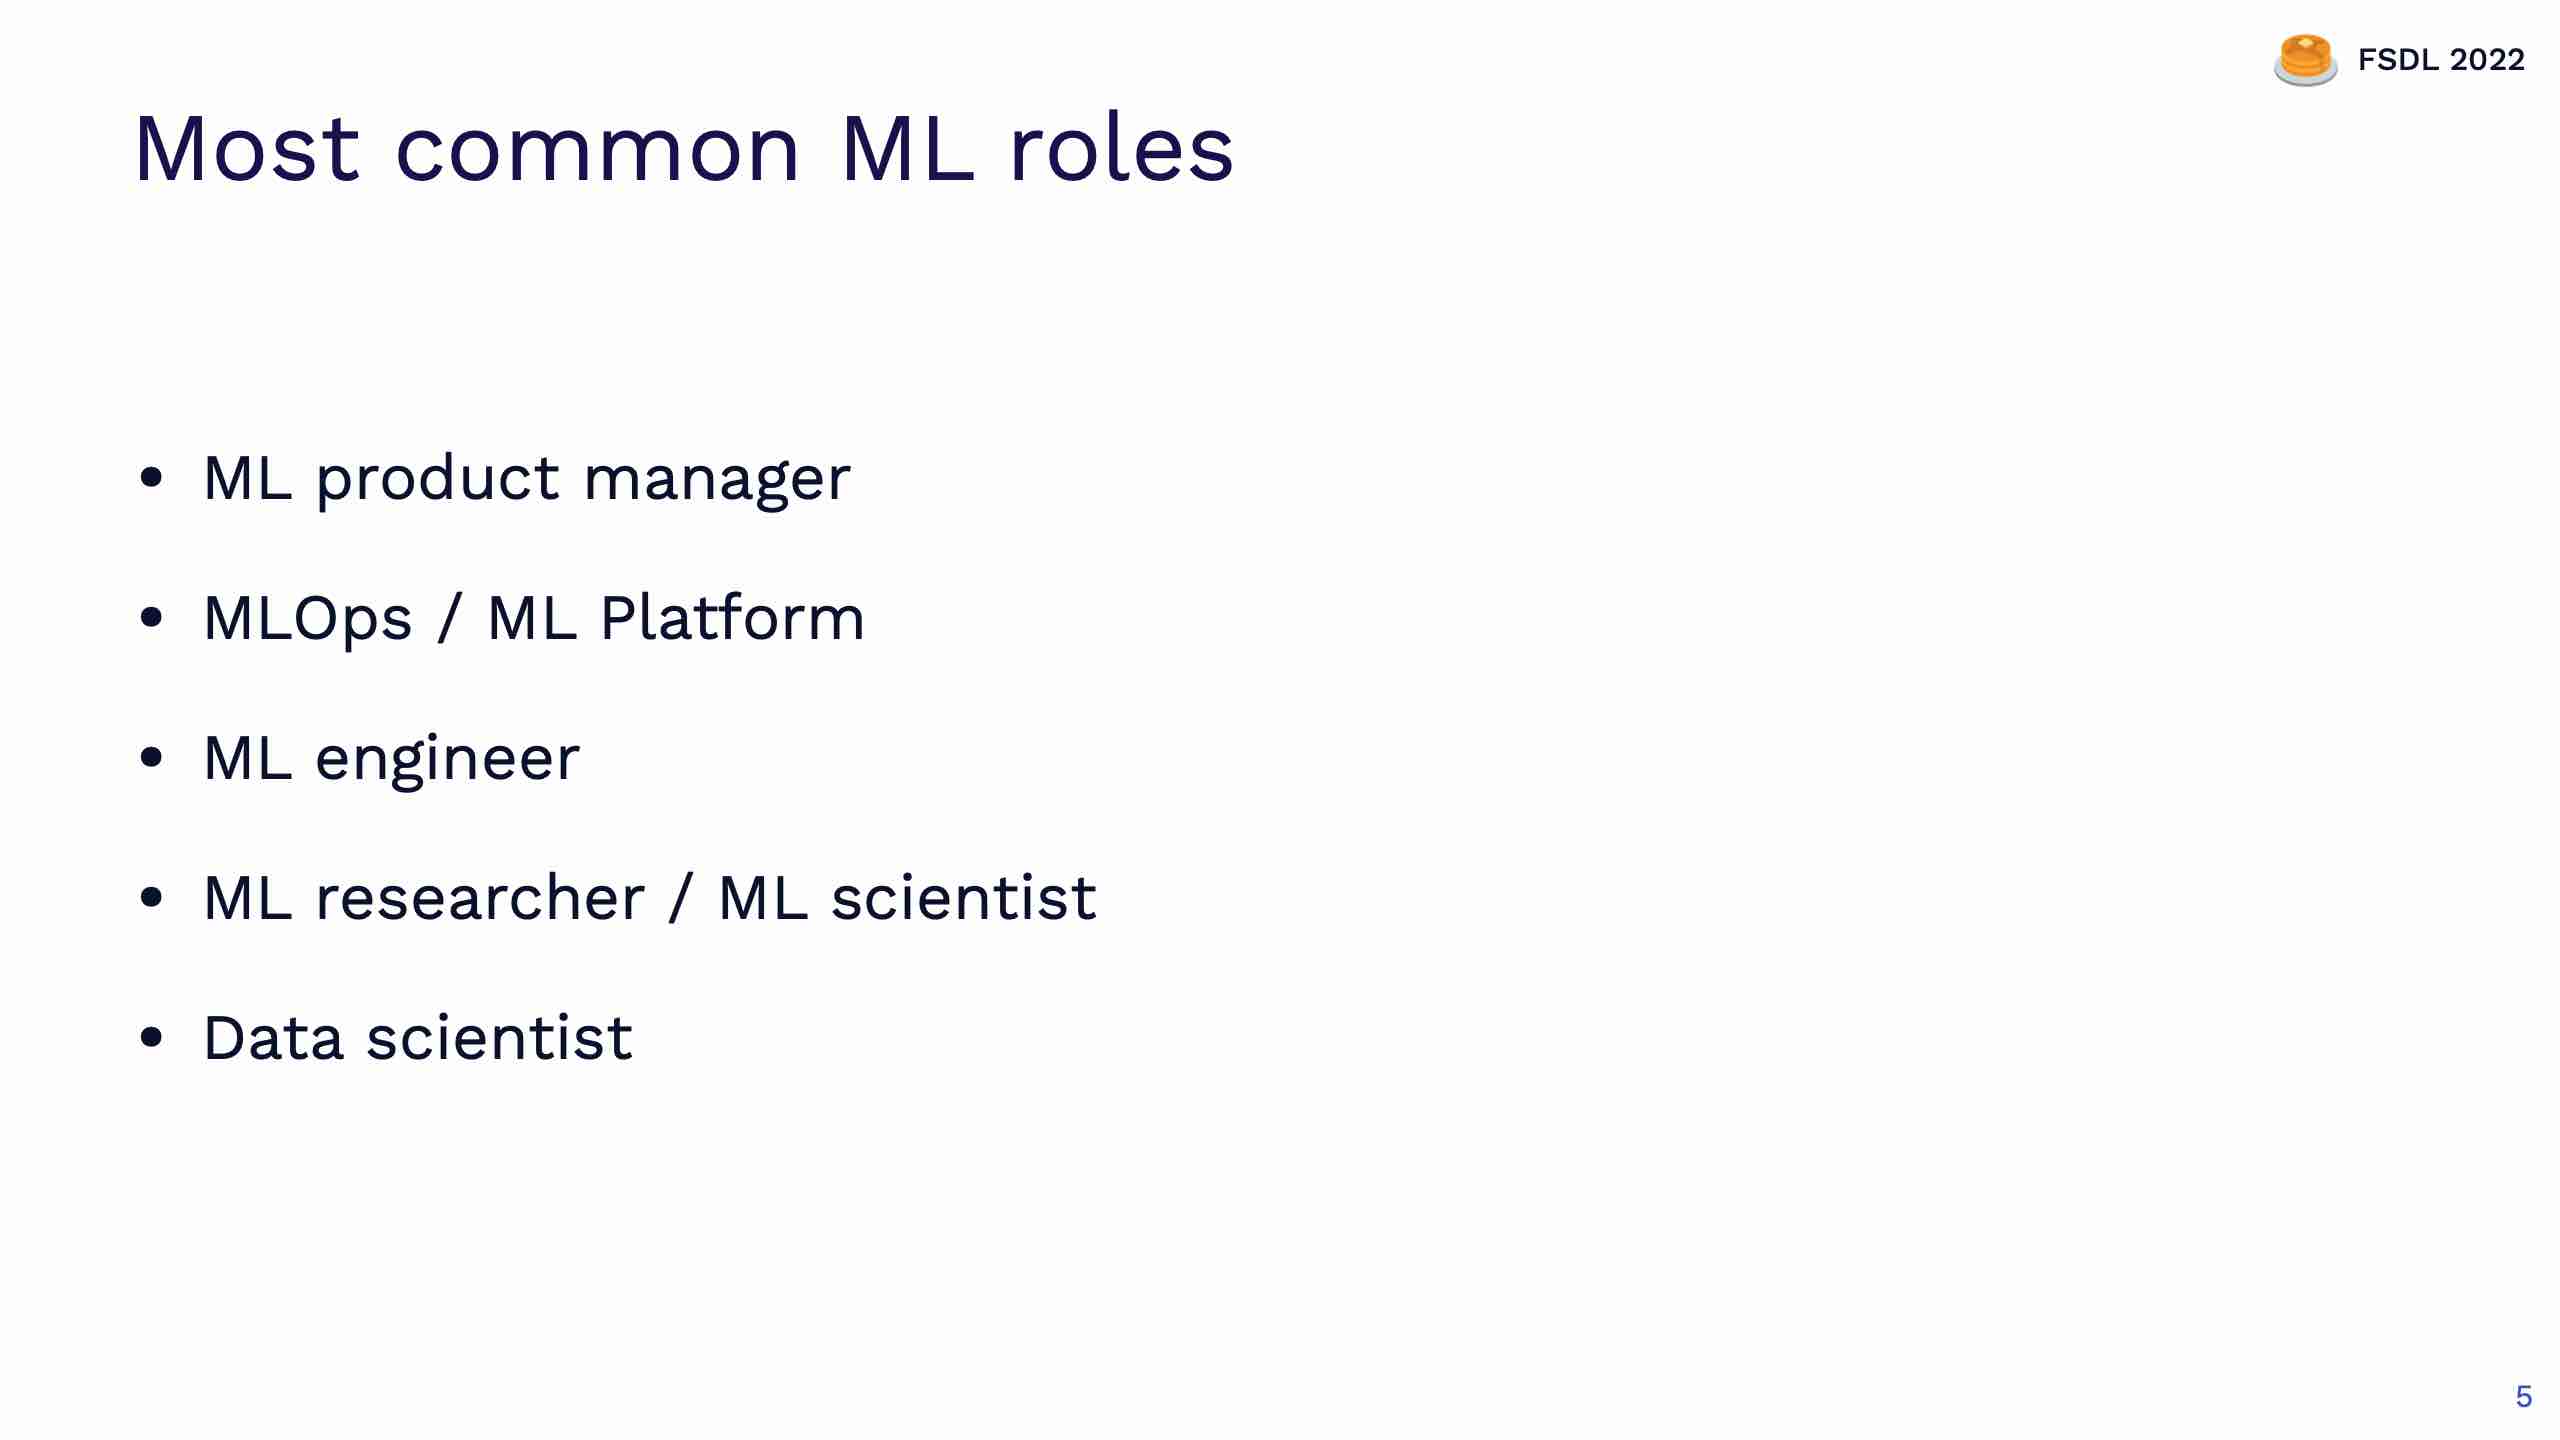 FSDL 2022
Most common ML roles
• ML product manager
• MLOps / ML Platform
• ML engineer
• ML researcher / ML scientist
• Data scientist
5